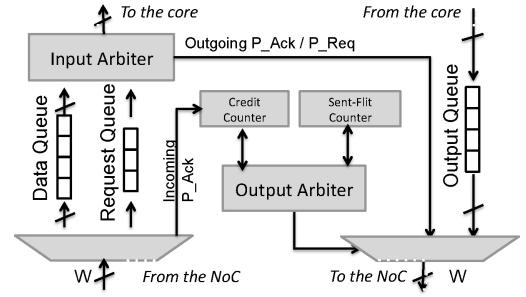 To the core
From the core
Input Arbiter
Outgoing P_Ack / P_Req
Data Queue
Request Queue
Incoming
P_Ack
Credit
Counter
Sent-Flit
Counter
Output Queue
Output Arbiter
W
From the NoC
To the NoC
W